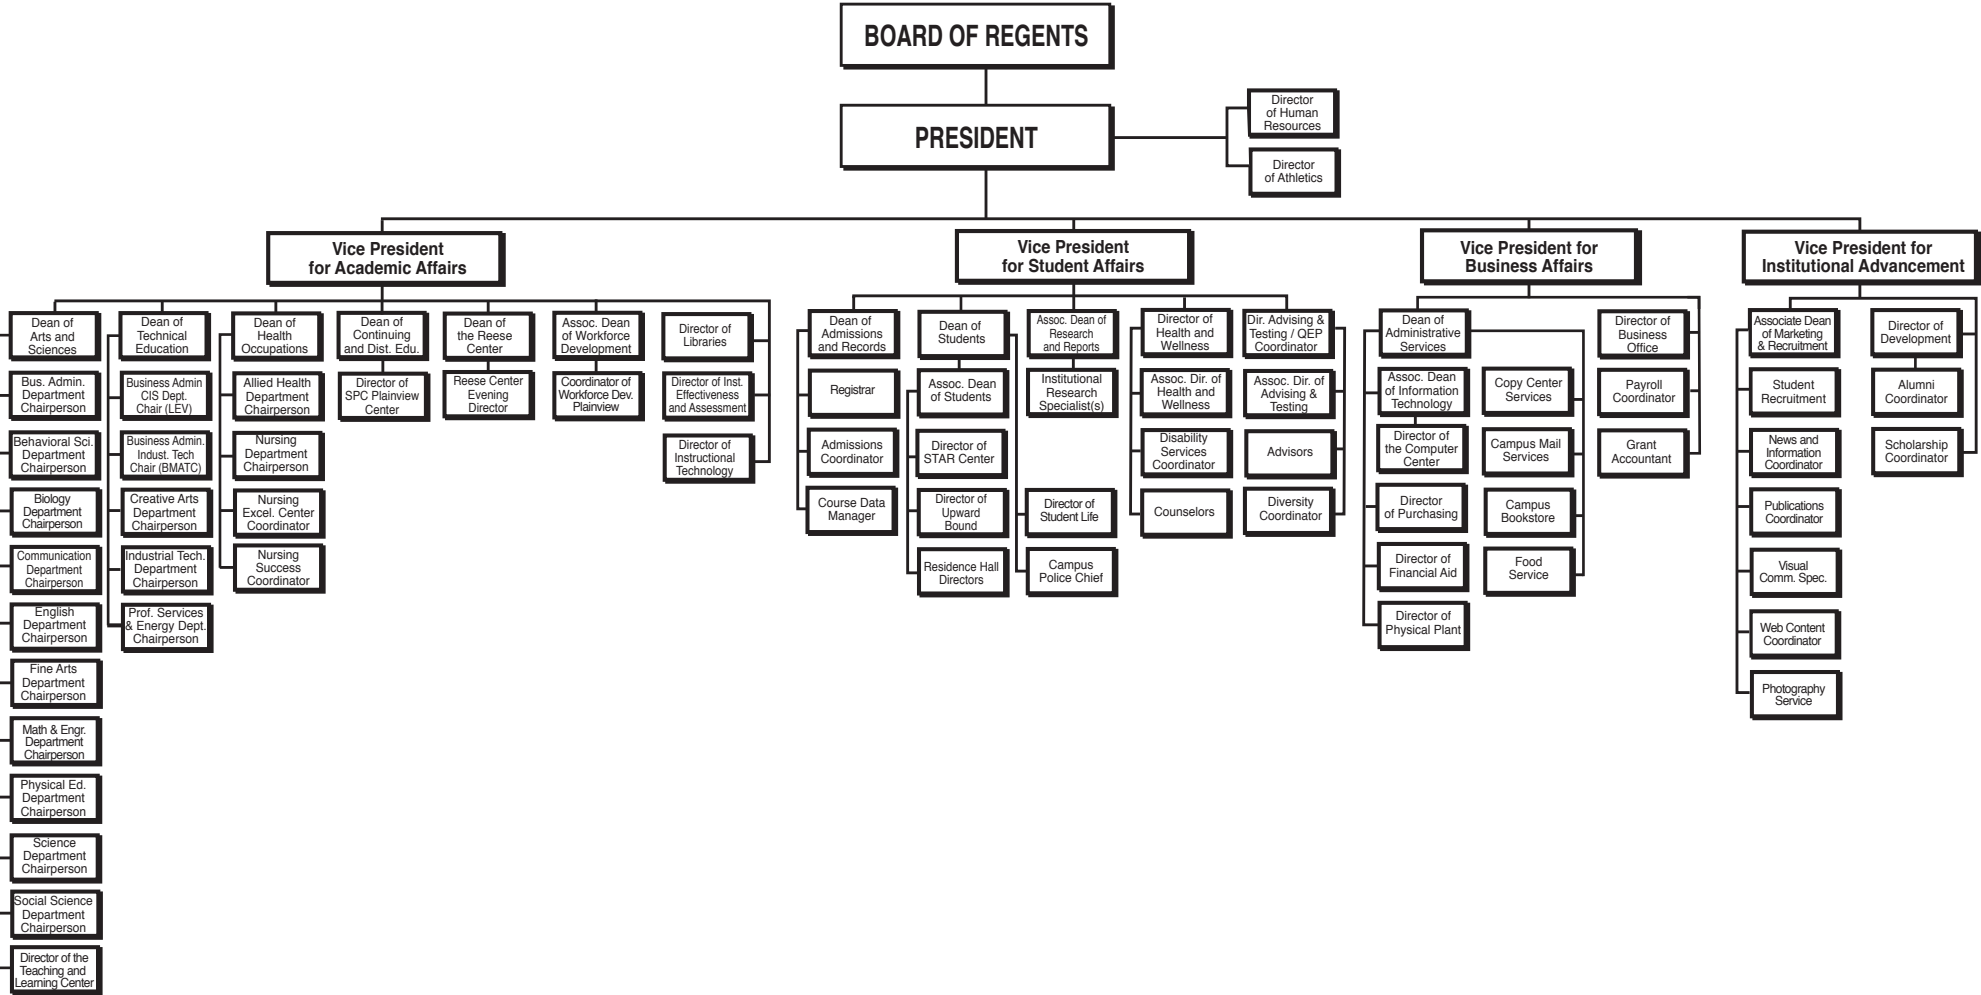 BOARD OF REGENTS
PRESIDENT
Director
of Human
Resources
Director
of Athletics
Vice President
for Academic Affairs
Vice President
for Student Affairs
Vice President for
Business Affairs
Vice President for
Institutional Advancement
Dean of
Arts and
Sciences
Bus. Admin.
Department
Chairperson
Behavioral Sci.
Department
Chairperson
Biology
Department
Chairperson
Communication
Department
Chairperson
English
Department
Chairperson
Fine Arts
Department
Chairperson
Math & Engr.
Department
Chairperson
Physical Ed.
Department
Chairperson
Science
Department
Chairperson
Social Science
Department
Chairperson
Director of the
Teaching and
Learning Center
Dean of
Technical
Education
Business Admin
CIS Dept.
Chair (LEV)
Business Admin.
Indust. Tech
Chair (BMATC)
Creative Arts
Department
Chairperson
Industrial Tech.
Department
Chairperson
Prof. Services
& Energy Dept.
Chairperson
Dean of
Health
Occupations
Allied Health
Department
Chairperson
Nursing
Department
Chairperson
Nursing
Excel. Center
Coordinator
Nursing
Success
Coordinator
Dean of
Continuing
and Dist. Edu.
Director of
SPC Plainview
Center
Dean of
the Reese
Center
Reese Center
Evening
Director
Assoc. Dean
of Workforce
Development
Coordinator of
Workforce Dev.
Plainview
Director of
Libraries
Director of Inst.
Effectiveness
and Assessment
Director of
Instructional
Technology
Dean of
Admissions
and Records
Registrar
Admissions
Coordinator
Course Data
Manager
Dean of
Students
Assoc. Dean
of Students
Director of
STAR Center
Director of
Upward
Bound
Residence Hall
Directors
Assoc. Dean of
Research
and Reports
Institutional
Research
Specialist(s)
Director of
Student Life
Campus
Police Chief
Director of
Health and
Wellness
Assoc. Dir. of
Health and
Wellness
Disability
Services
Coordinator
Counselors
Dir. Advising &
Testing / QEP
Coordinator
Assoc. Dir. of
Advising &
Testing
Advisors
Diversity
Coordinator
Dean of
Administrative
Services
Assoc. Dean
of Information
Technology
Director of
the Computer
Center
Director
of Purchasing
Director of
Financial Aid
Director of
Physical Plant
Copy Center
Services
Campus Mail
Services
Campus
Bookstore
Food
Service
Director of
Business
Office
Payroll
Coordinator
Grant
Accountant
Associate Dean
of Marketing
& Recruitment
Student
Recruitment
News and
Information
Coordinator
Publications
Coordinator
Visual
Comm. Spec.
Web Content
Coordinator
Photography
Service
Director of
Development
Alumni
Coordinator
Scholarship
Coordinator